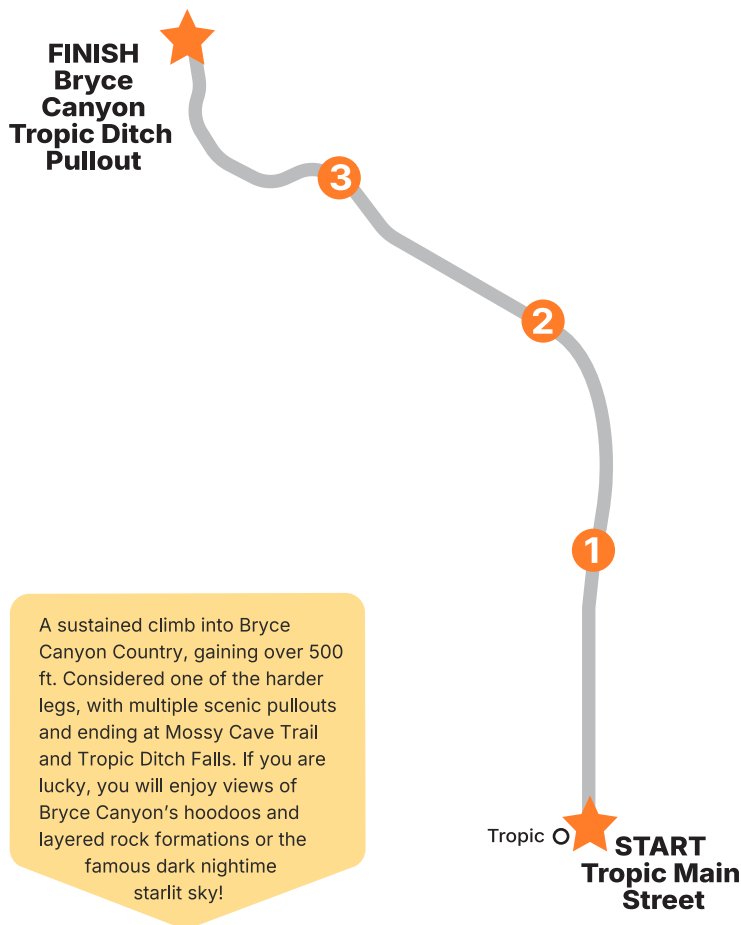 FINISH
Bryce
Canyon
Tropic Ditch
Pullout
3
2
1
A sustained climb into Bryce
Canyon Country, gaining over 500
ft. Considered one of the harder
legs, with multiple scenic pullouts
and ending at Mossy Cave Trail
and Tropic Ditch Falls. If you are
lucky, you will enjoy views of
Bryce Canyon’s hoodoos and
layered rock formations or the
famous dark nightime
starlit sky!
Tropic
START
Tropic Main
Street